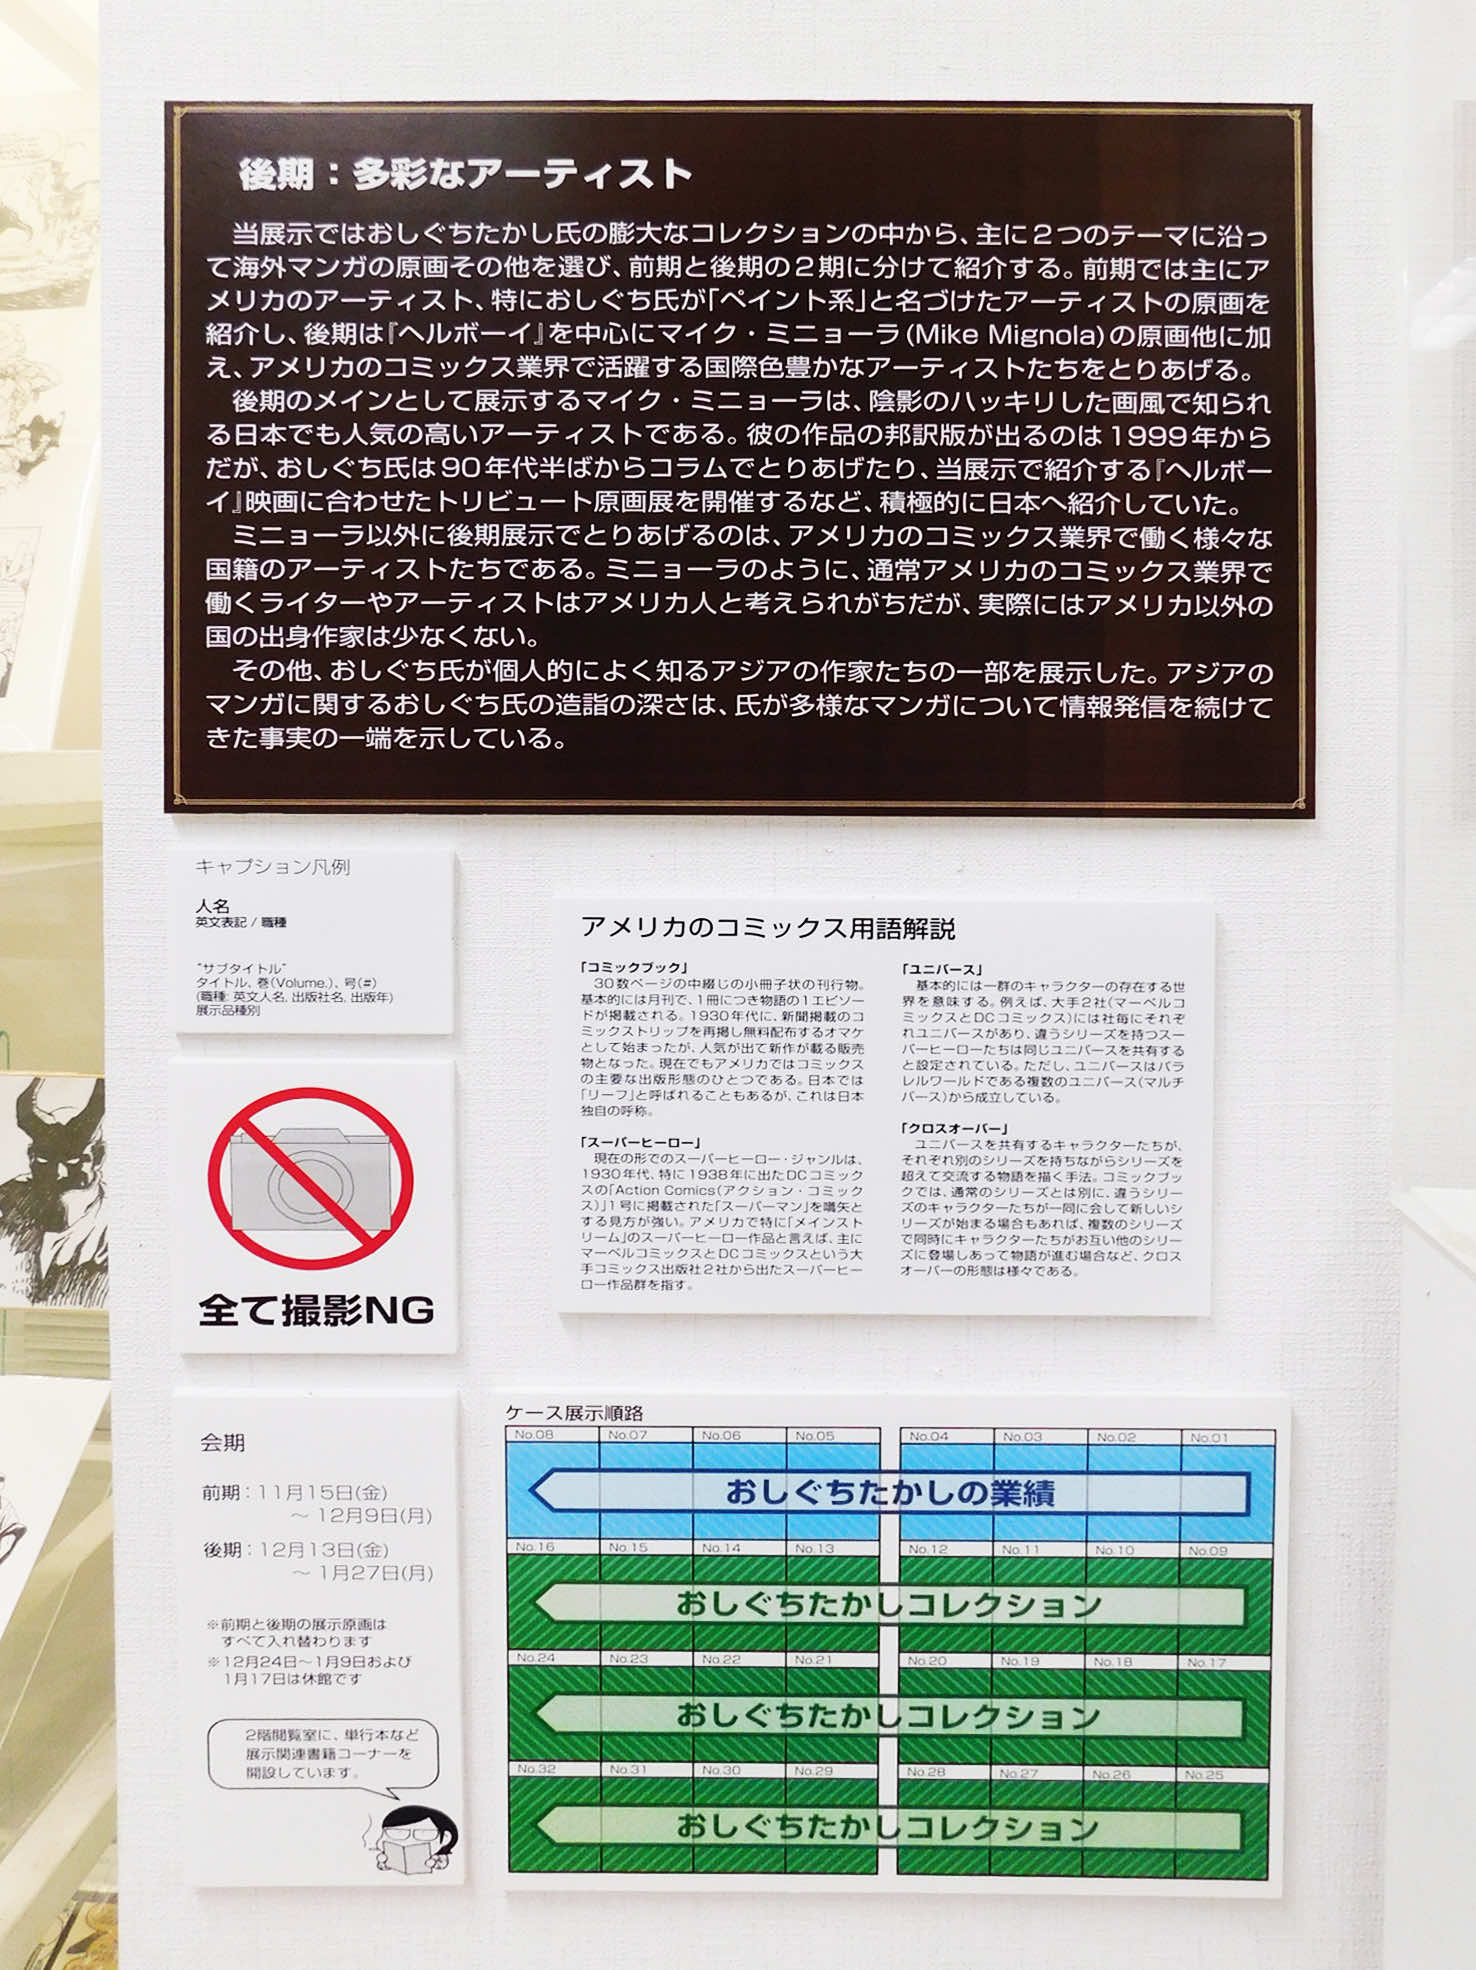 後期：多彩なアーティスト
当展示ではおしぐちたかし氏の膨大なコレクションの中から、主に２つのテーマに沿っ
て海外マンガの原画その他を選び、前期と後期の２期に分けて紹介する。前期では主にア
メリカのアーティスト、特におしぐち氏が「ペイント系」と名づけたアーティストの原画を
紹介し、後期は『ヘルボーイ』を中心にマイク・ミニョーラ(Mike Mignola)の原画他に加
え、アメリカのコミックス業界で活躍する国際色豊かなアーティストたちをとりあげる。
後期のメインとして展示するマイク・ミニョーラは、陰影のハッキリした画風で知られ
る日本でも人気の高いアーティストである。彼の作品の邦訳版が出るのは1999年から
だが、おしぐち氏は90年代半ばからコラムでとりあげたり、当展示で紹介する『ヘルボー
イ』映画に合わせたトリビュート原画展を開催するなど、積極的に日本へ紹介していた。
ミニョーラ以外に後期展示でとりあげるのは、アメリカのコミックス業界で働く様々な
国籍のアーティストたちである。ミニョーラのように、通常アメリカのコミックス業界で
働くライターやアーティストはアメリカ人と考えられがちだが、実際にはアメリカ以外の
国の出身作家は少なくない。
その他、おしぐち氏が個人的によく知るアジアの作家たちの一部を展示した。アジアの
マンガに関するおしぐち氏の造詣の深さは、氏が多様なマンガについて情報発信を続けて
きた事実の一端を示している。
キャプション凡例
人名
英文表記 / 職種
"サブタイトル"
タイトル、巻(Volume.)、号(#)
(職種: 英文人名, 出版社名, 出版年)
展示品種別
全て撮影NG
アメリカのコミックス用語解説
「コミックブック」
30数ページの中綴じの小冊子状の刊行物。
基本的には月刊で、1冊につき物語の1エピソー
ドが掲載される。1930年代に、新聞掲載のコ
ミックストリップを再掲し無料配布するオマケ
として始まったが、人気が出て新作が載る販売
物となった。現在でもアメリカではコミックス
の主要な出版形態のひとつである。日本では
「リーフ」と呼ばれることもあるが、これは日本
独自の呼称。
「スーパーヒーロー」
現在の形でのスーパーヒーロー・ジャンルは、
1930年代、特に1938年に出たDCコミック
スの「Action Comics(アクション・コミック
ス)」1号に掲載された「スーパーマン」を嚆矢と
する見方が強い。アメリカで特に「メインスト
リーム」のスーパーヒーロー作品と言えば、主に
マーベルコミックスとDCコミックスという大
手コミックス出版社2社から出たスーパーヒー
ロー作品群を指す。
「ユニバース」
基本的には一群のキャラクターの存在する世
界を意味する。例えば、大手2社(マーベルコ
ミックスとDCコミックス)には社毎にそれぞ
れユニバースがあり、違うシリーズを持つスー
パーヒーローたちは同じユニバースを共有する
と設定されている。ただし、ユニバースはパラ
レルワールドである複数のユニバース(マルチ
バース)から成立している。
「クロスオーバー」
ユニバースを共有するキャラクターたちが、
それぞれ別のシリーズを持ちながらシリーズを
超えて交流する物語を描く手法。コミックブッ
クでは、通常のシリーズとは別に、違うシリー
ズのキャラクターたちが一同に会して新しいシ
リーズが始まる場合もあれば、複数のシリーズ
で同時にキャラクターたちがお互い他のシリー
ズに登場しあって物語が進む場合など、クロス
オーバーの形態は様々である。
会期
前期：11月15日(金)
～ 12月9日(月)
後期：12月13日(金)
～ 1月27日(月)
※前期と後期の展示原画は
すべて入れ替わります
※12月24日～1月9日および
1月17日は休館です
2階閲覧室に、単行本など
展示関連書籍コーナーを
開設しています。
ケース展示順路
No.08 No.07 No.06 No.05 No.04 No.03 No.02 No.01
おしぐちたかしの業績
No.16 No.15 No.14 No.13 No.12 No.11 No.10 No.09
おしぐちたかしコレクション
No.24 No.23 No.22 No.21 No.20 No.19 No.18 No.17
おしぐちたかしコレクション
No.32 No.31 No.30 No.29 No.28 No.27 No.26 No.25
おしぐちたかしコレクション